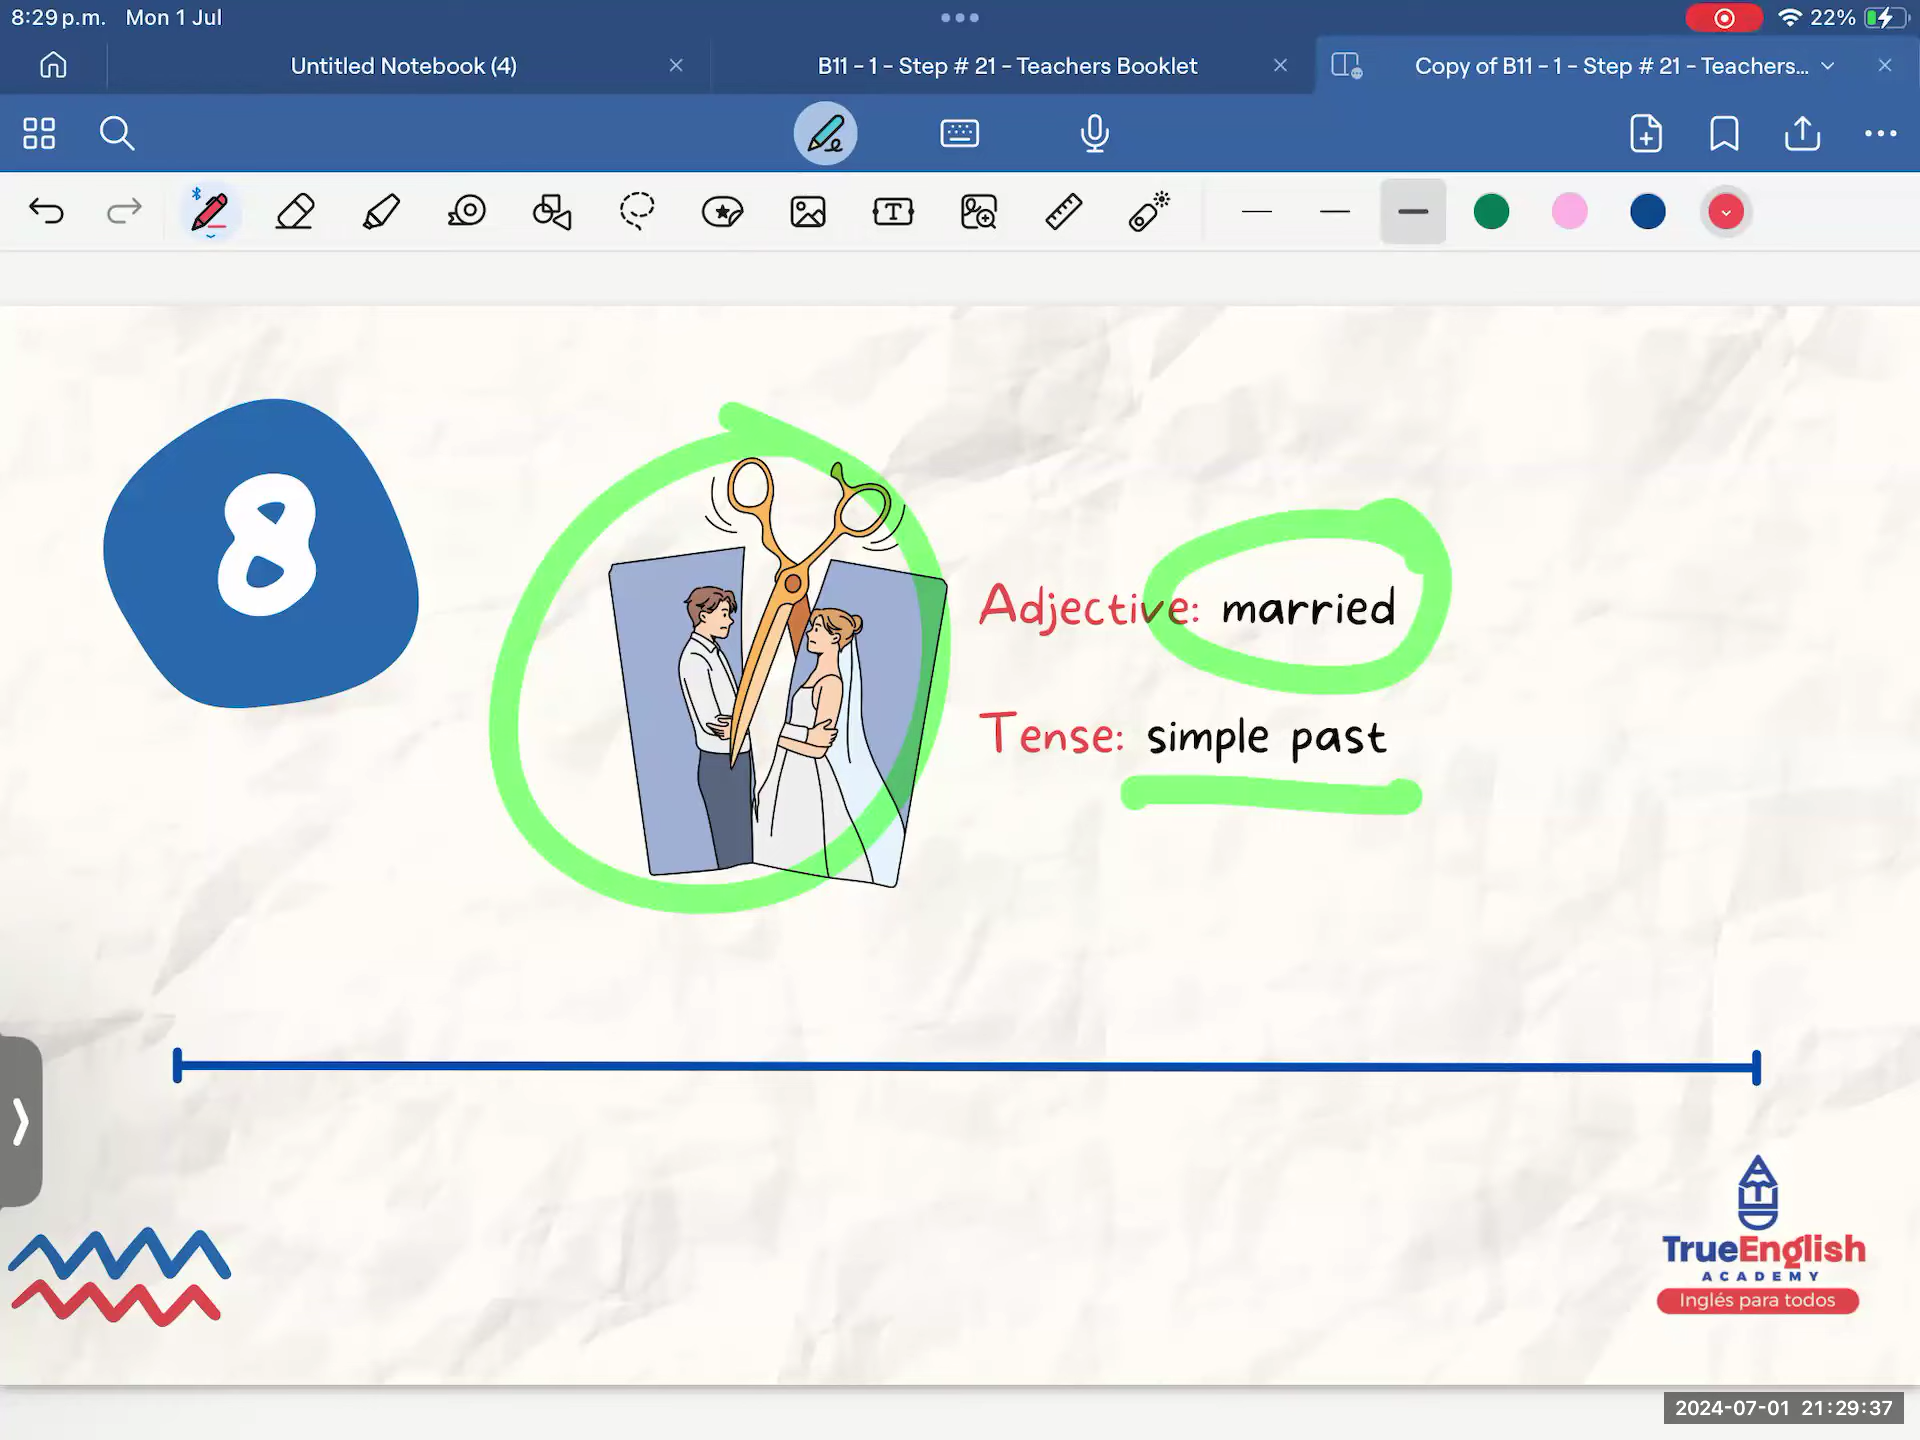 8:29 p.m. Mon 1 Jul
22%
Untitled Notebook (4)
B11 - 1 - Step # 21 - Teachers Booklet
Copy of B11 - 1 - Step # 21 - Teachers...
8
Adjective: married
Tense: simple past
TrueEnglish
ACADEMY
Inglés para todos
2024-07-01 21:29:37